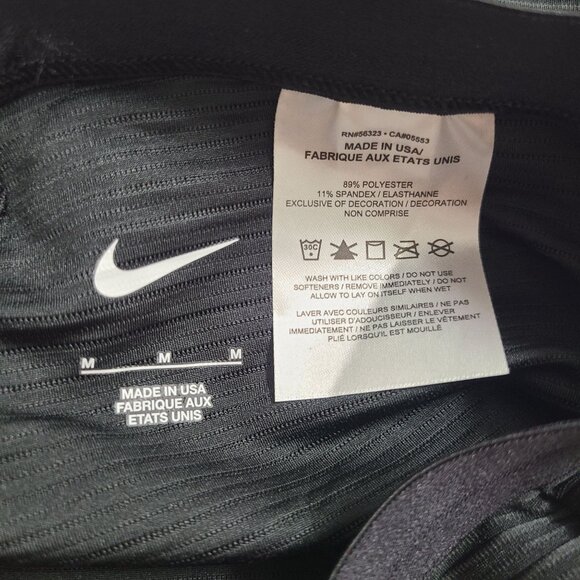 RN#56323 • CA#05553
MADE IN USA/
FABRIQUE AUX ETATS UNIS
89% POLYESTER
11% SPANDEX / ELASTHANNE
EXCLUSIVE OF DECORATION / DECORATION
NON COMPRISE
30C
WASH WITH LIKE COLORS / DO NOT USE
SOFTENERS / REMOVE IMMEDIATELY / DO NOT
ALLOW TO LAY ON ITSELF WHEN WET
LAVER AVEC COULEURS SIMILAIRES / NE PAS
UTILISER D'ADOUCISSEUR / ENLEVER
IMMEDIATEMENT / NE PAS LAISSER LE VÊTEMENT
PLIÉ LORSQU'IL EST MOUILLÉ
M M M
MADE IN USA
FABRIQUE AUX
ETATS UNIS